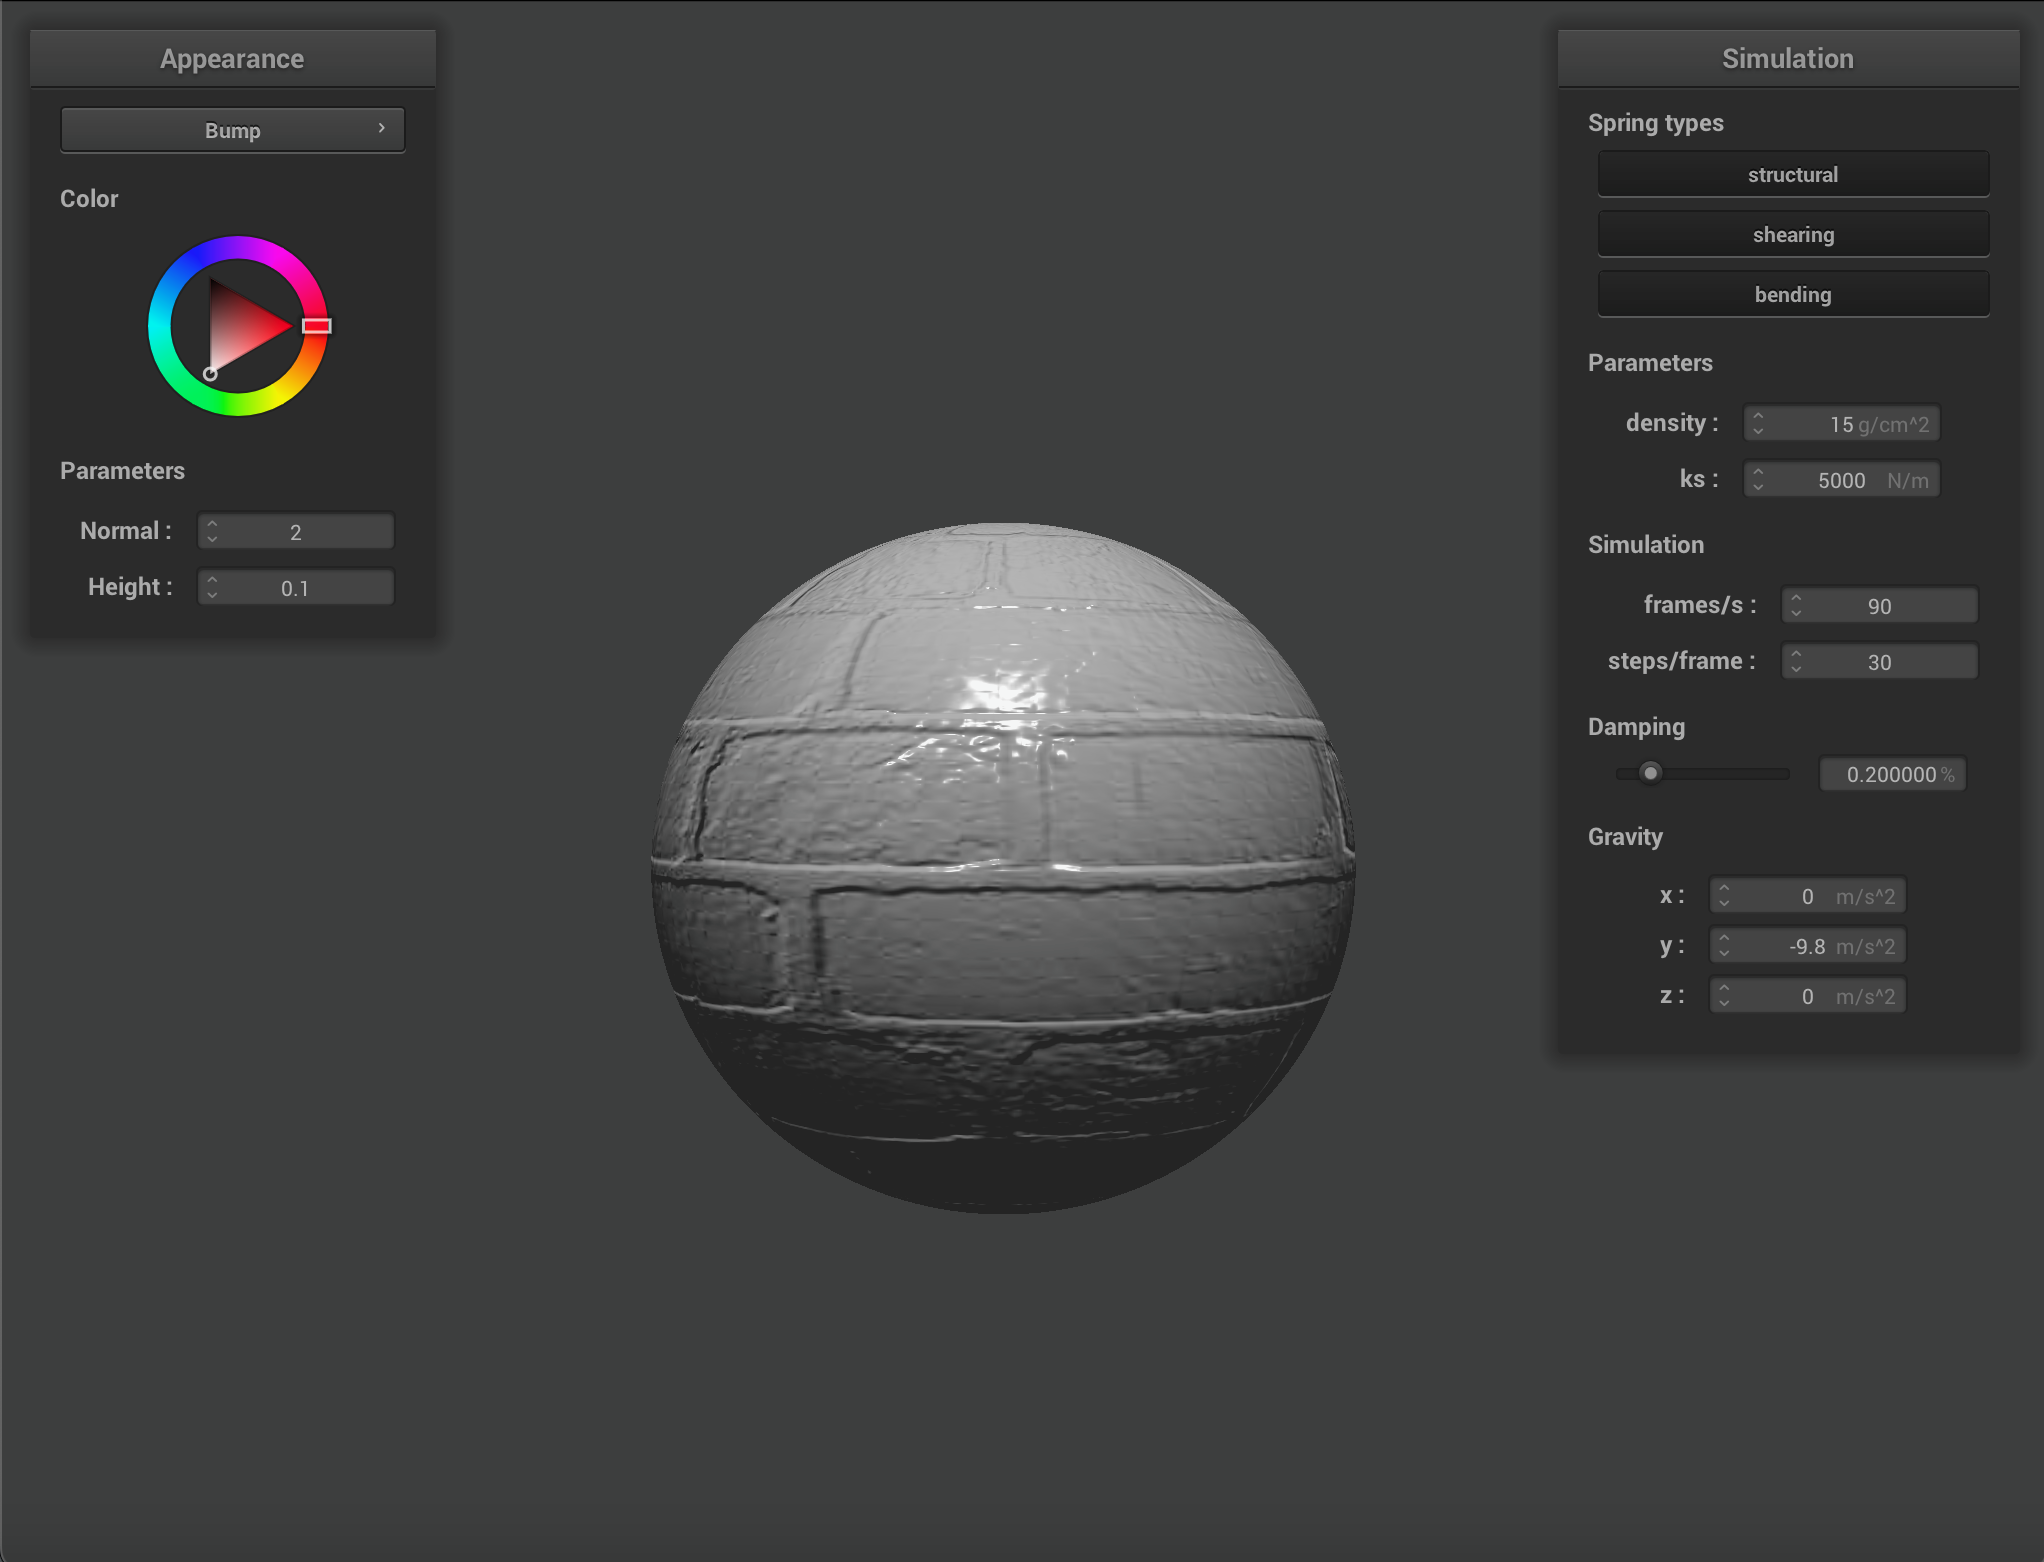 Appearance
Bump
Color
Parameters
Normal : 2
Height : 0.1
Simulation
Spring types
structural
shearing
bending
Parameters
density : 15 g/cm^2
ks : 5000 N/m
Simulation
frames/s : 90
steps/frame : 30
Damping
0.200000 %
Gravity
x : 0 m/s^2
y : -9.8 m/s^2
z : 0 m/s^2